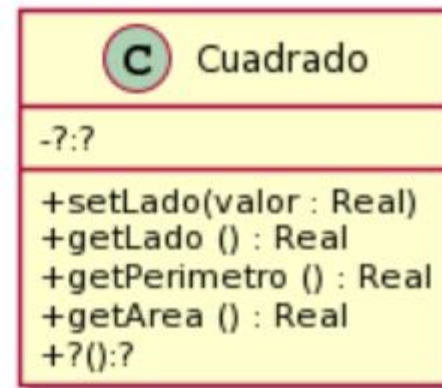 C Cuadrado
-?:?
+setLado(valor : Real)
+getLado () : Real
+getPerimetro () : Real
+getArea () : Real
+?():?